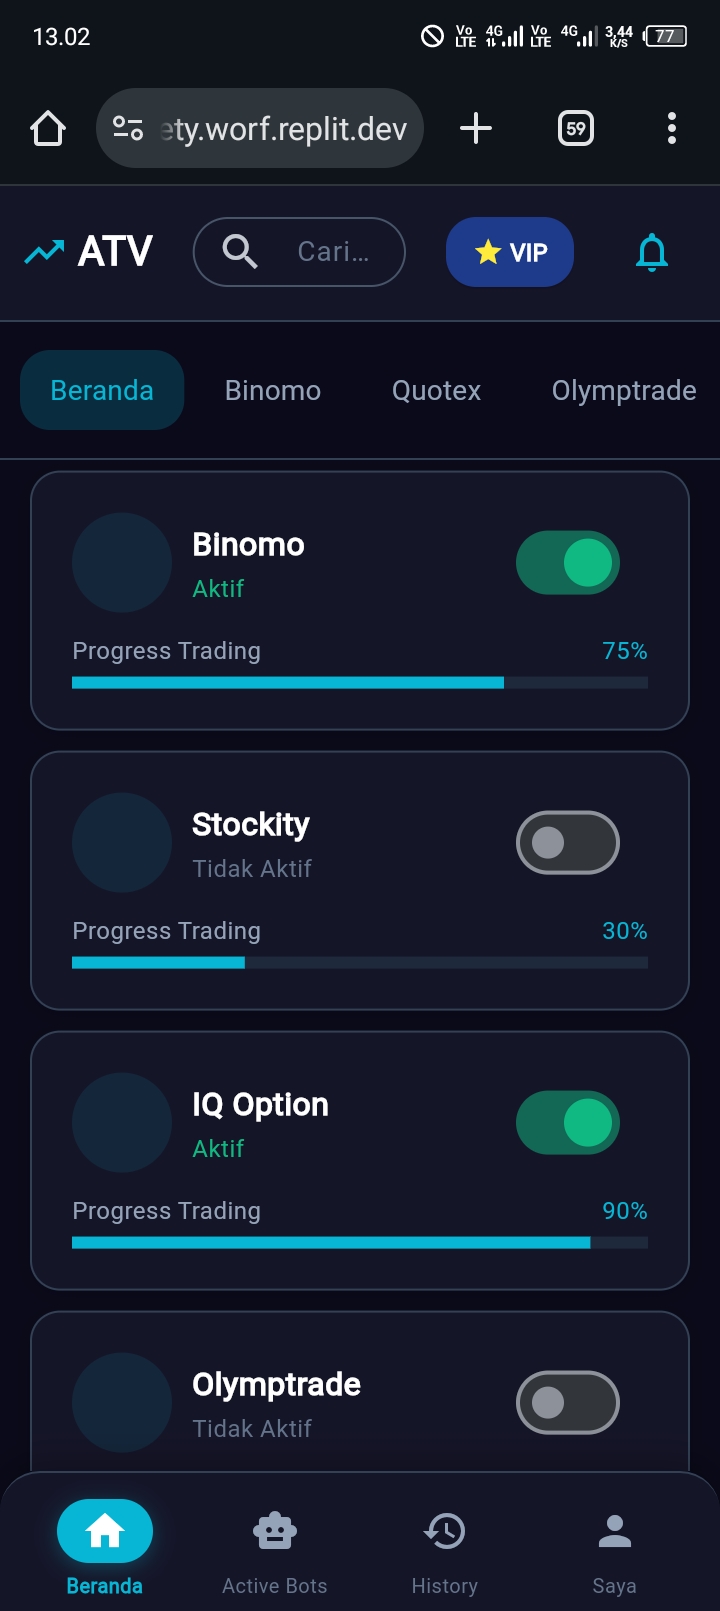 13.02
Vo LTE 4G Vo LTE 4G 3,44 K/S 77
ety.worf.replit.dev
59
ATV
Cari...
VIP
Beranda Binomo Quotex Olymptrade
Binomo
Aktif
Progress Trading 75%
Stockity
Tidak Aktif
Progress Trading 30%
IQ Option
Aktif
Progress Trading 90%
Olymptrade
Tidak Aktif
Beranda Active Bots History Saya